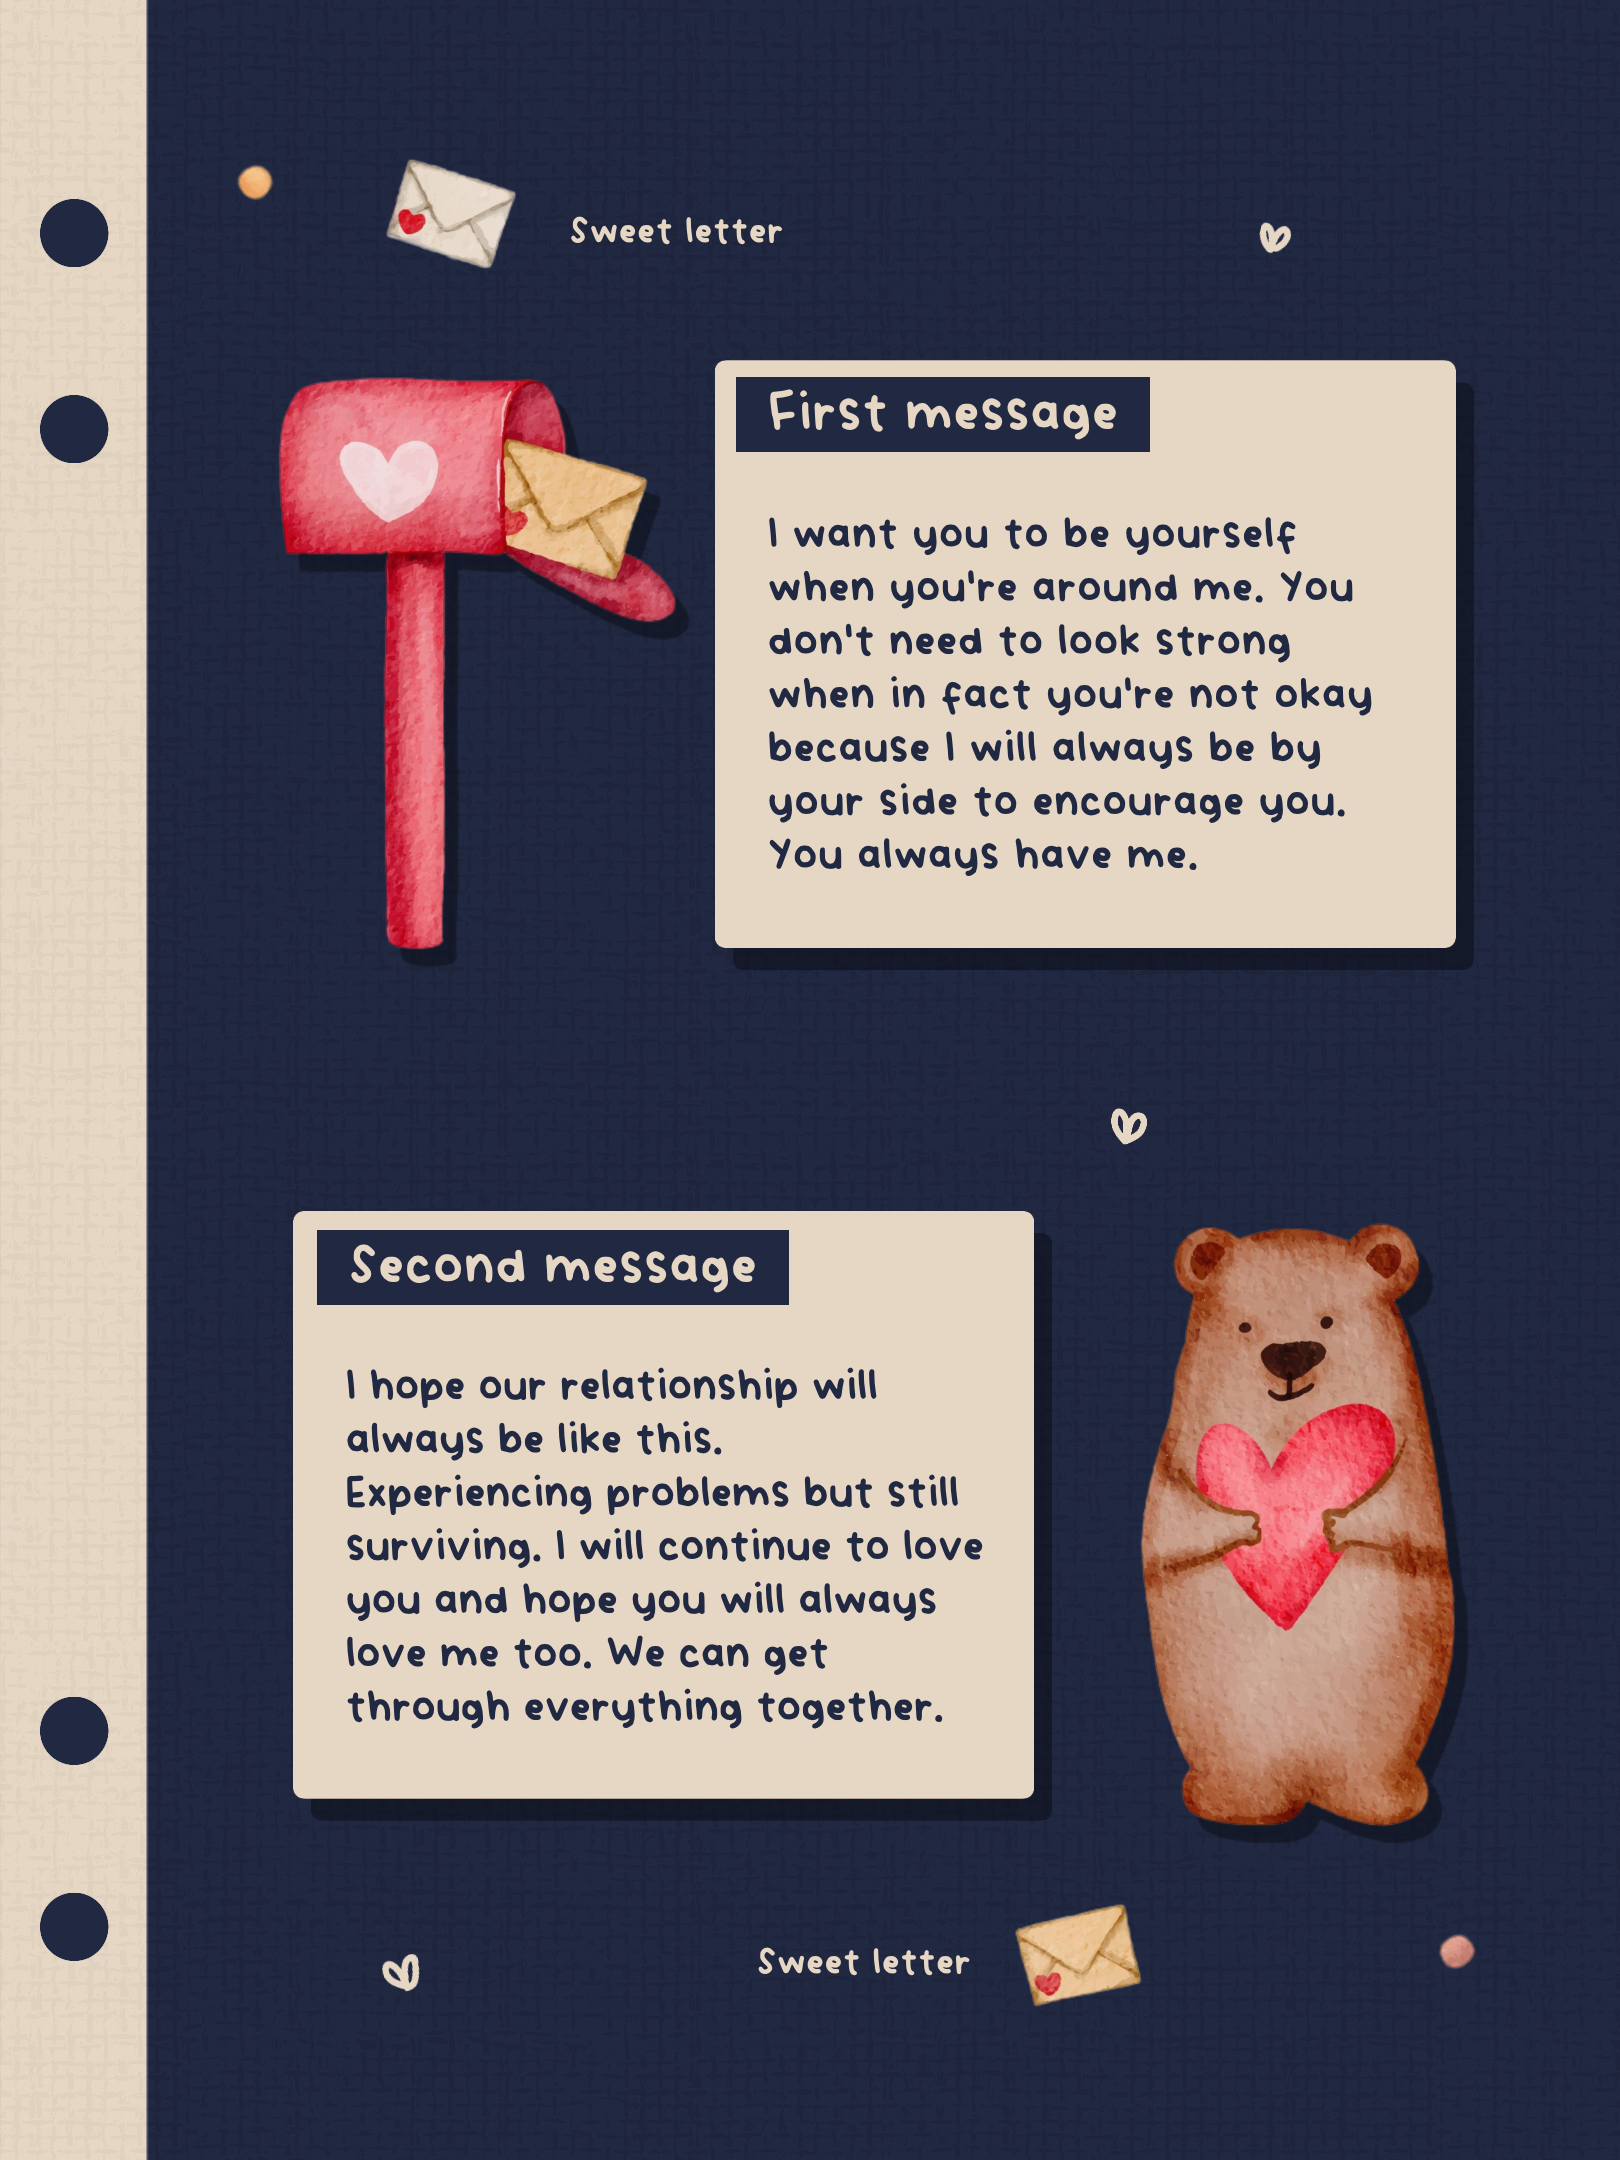 Sweet letter
First message
I want you to be yourself
when you're around me. You
don't need to look strong
when in fact you're not okay
because I will always be by
your side to encourage you.
You always have me.
Second message
I hope our relationship will
always be like this.
Experiencing problems but still
surviving. I will continue to love
you and hope you will always
love me too. We can get
through everything together.
Sweet letter